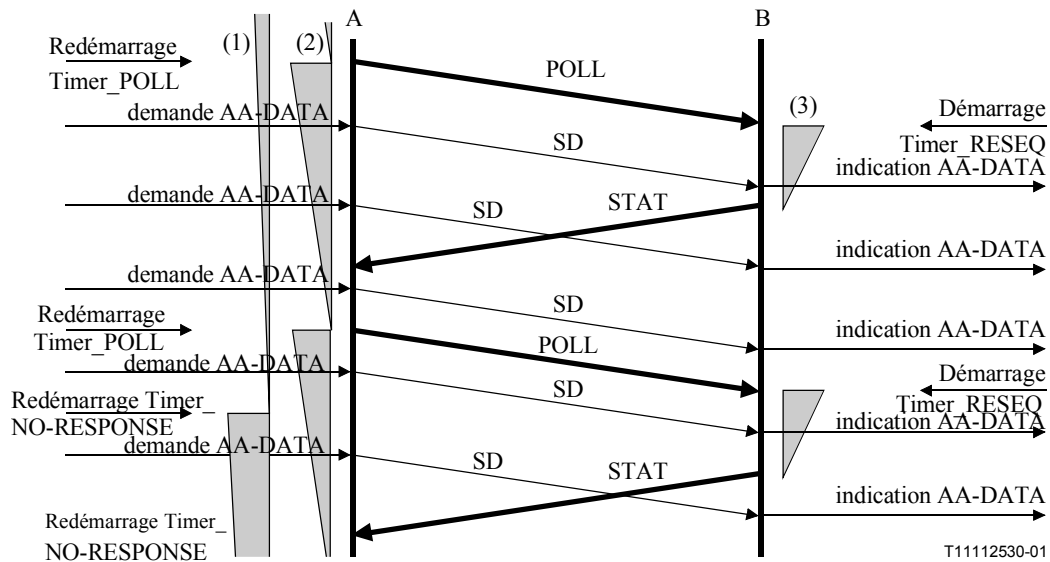 A
B
(1)
(2)
Redémarrage
Timer_POLL
POLL
(3)
Démarrage
Timer_RESEQ
demande AA-DATA
SD
indication AA-DATA
demande AA-DATA
SD
STAT
indication AA-DATA
demande AA-DATA
SD
Redémarrage
Timer_POLL
POLL
indication AA-DATA
demande AA-DATA
SD
Démarrage
Timer_RESEQ
Redémarrage Timer_
NO-RESPONSE
indication AA-DATA
demande AA-DATA
SD
STAT
indication AA-DATA
Redémarrage Timer_
NO-RESPONSE
T11112530-01